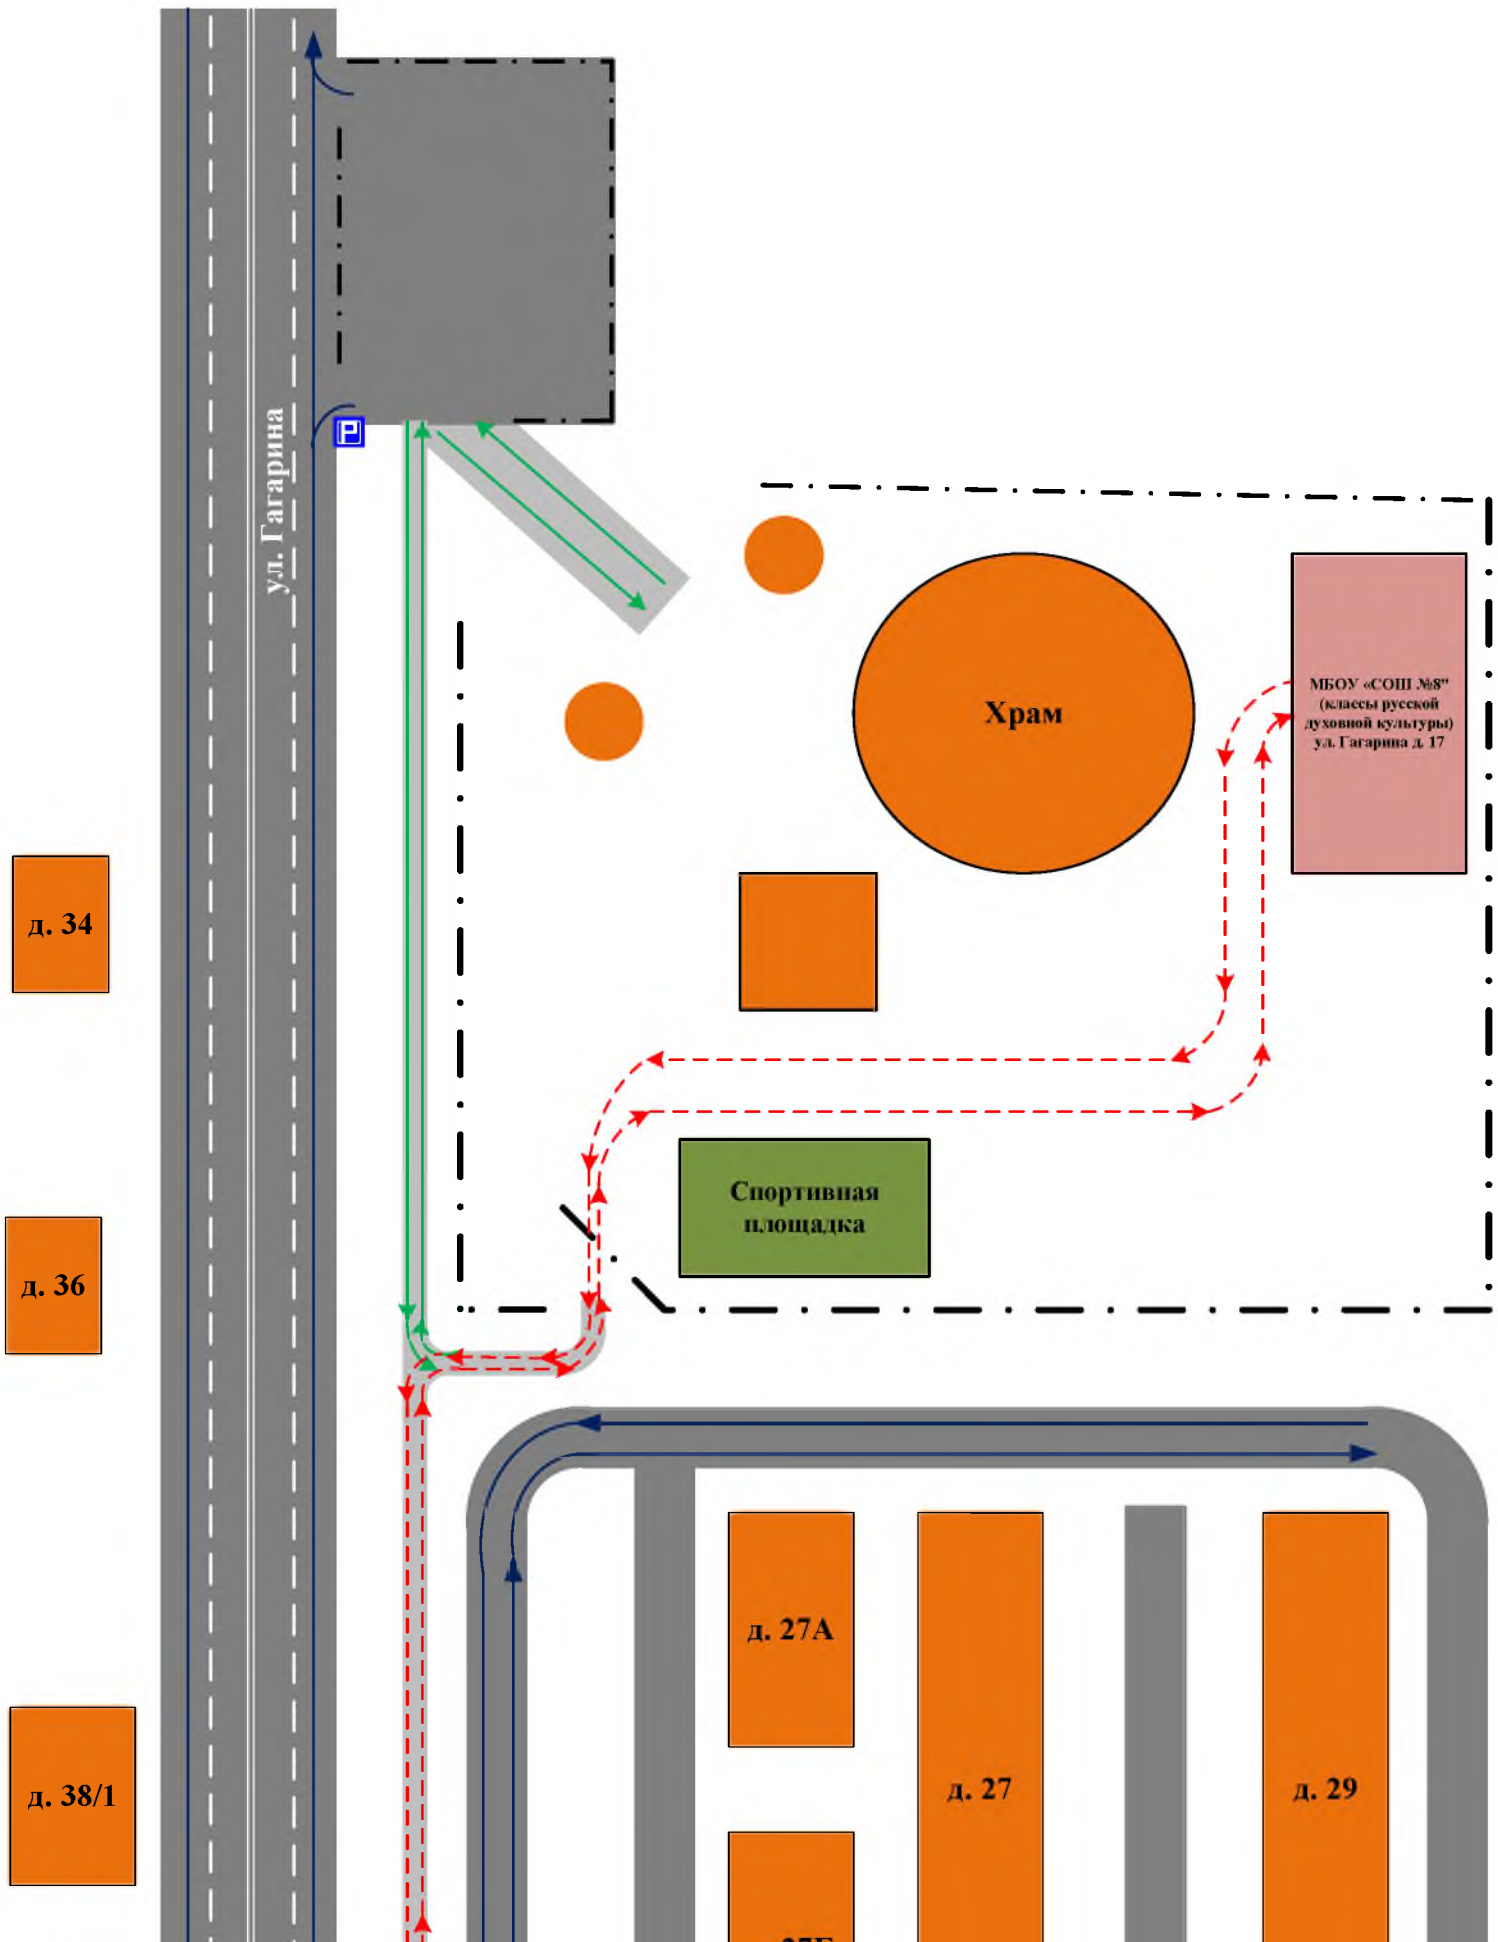 P
ул. Гагарина
МБОУ «СОШ №8”
(классы русской
духовной культуры)
ул. Гагарина д. 17
Храм
д. 34
Спортивная
площадка
д. 36
д. 27А
д. 27
д. 29
д. 38/1